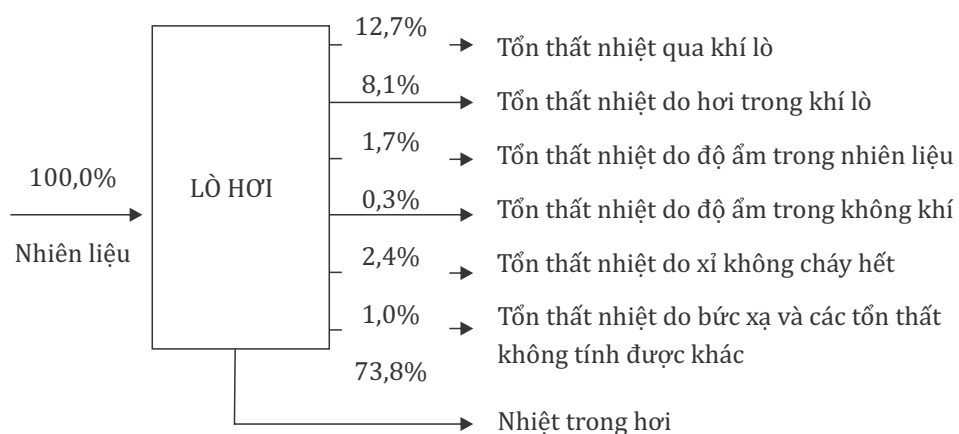 12,7%
Tổn thất nhiệt qua khí lò
8,1%
Tổn thất nhiệt do hơi trong khí lò
1,7%
Tổn thất nhiệt do độ ẩm trong nhiên liệu
100,0%
LÒ HƠI
0,3%
Tổn thất nhiệt do độ ẩm trong không khí
Nhiên liệu
2,4%
Tổn thất nhiệt do xỉ không cháy hết
1,0%
Tổn thất nhiệt do bức xạ và các tổn thất
không tính được khác
73,8%
Nhiệt trong hơi